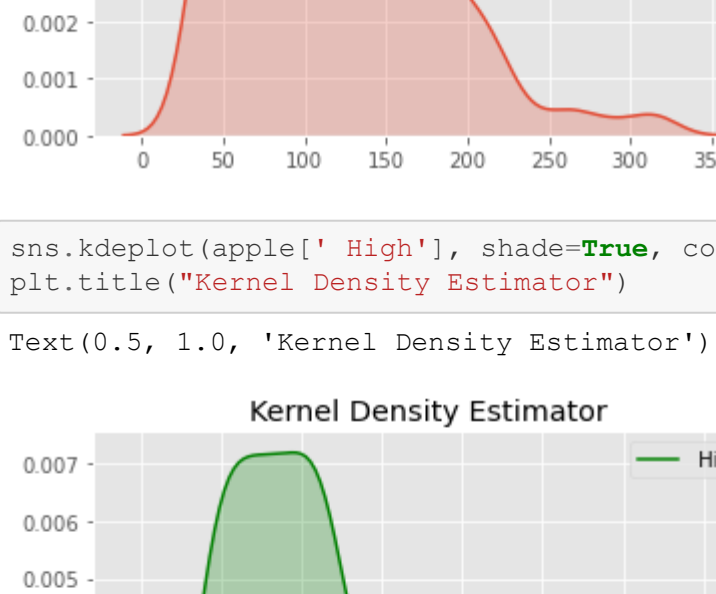 0.002
0.001
0.000
0 50 100 150 200 250 300 35
sns.kdeplot(apple[' High'], shade=True, co
plt.title("Kernel Density Estimator")
Text(0.5, 1.0, 'Kernel Density Estimator')
Kernel Density Estimator
Hi
0.007
0.006
0.005